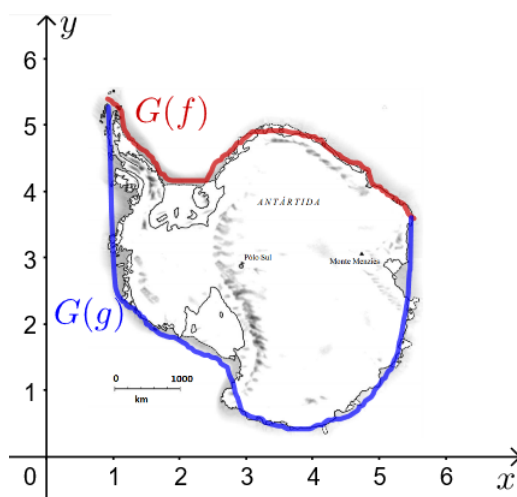 y
6
5
G(f)
4
ANTÁRTIDA
3
Pólo Sul
Monte Menzies
G(g)
2
0 1000
km
1
0 1 2 3 4 5 6 x